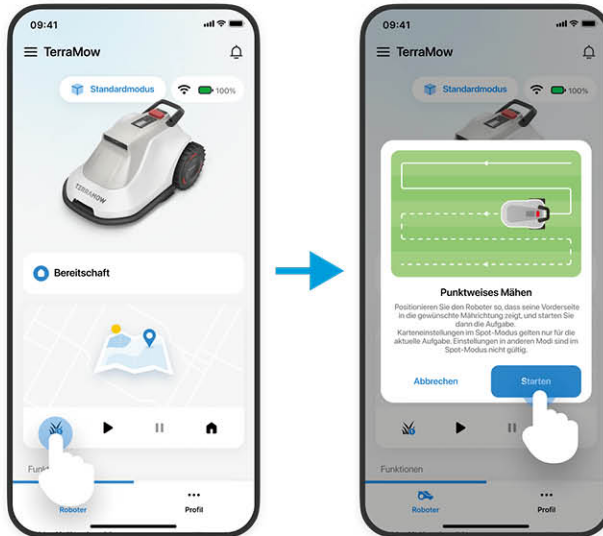 09:41
TerraMow
Standardmodus
100%
TERRAMOW
Bereitschaft
Funkt
Roboter
Profil
09:41
TerraMow
Standardmodus
100%
Punktweises Mähen
Positionieren Sie den Roboter so, dass seine Vorderseite
in die gewünschte Mährichtung zeigt, und starten Sie
dann die Aufgabe.
Karteneinstellungen im Spot-Modus gelten nur für die
aktuelle Aufgabe. Einstellungen in anderen Modi sind im
Spot-Modus nicht gültig.
Abbrechen
Starten
Funktionen
Roboter
Profil